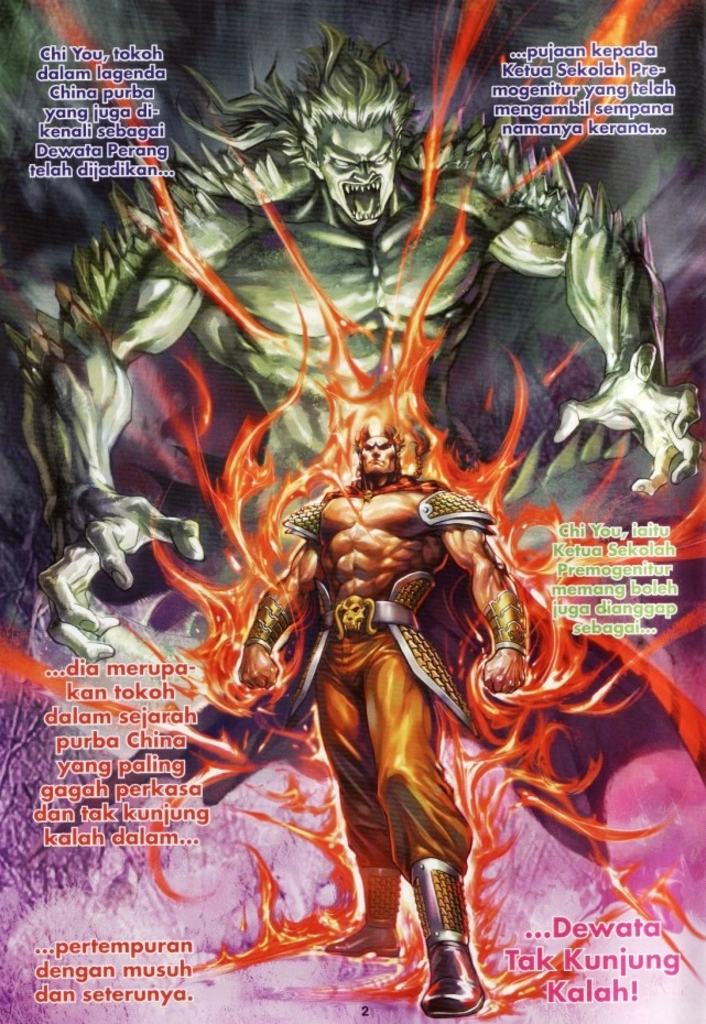 Chi You, tokoh
dalam lagenda
China purba
yang juga di-
kenali sebagai
Dewata Perang
telah dijadikan...
...pujaan kepada
Ketua Sekolah Pre-
mogenitur yang telah
mengambil sempana
namanya kerana...
...dia merupa-
kan tokoh
dalam sejarah
purba China
yang paling
gagah perkasa
dan tak kunjung
kalah dalam...
...pertempuran
dengan musuh
dan seterunya.
Chi You, iaitu
Ketua Sekolah
Premogenitur
memang boleh
juga dianggap
sebagai...
...Dewata
Tak Kunjung
Kalah!
2